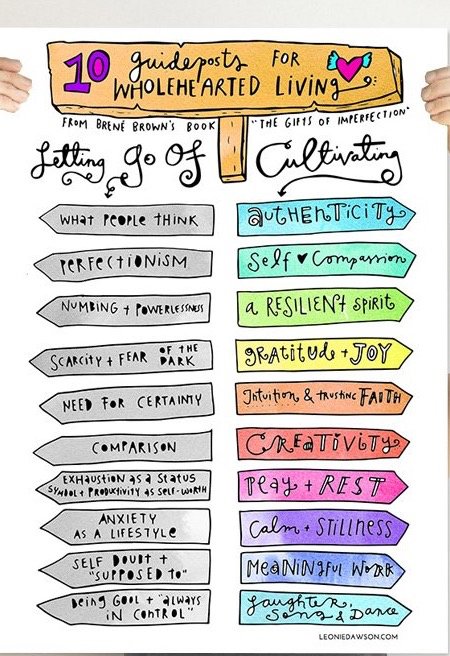 10 guideposts FOR
WHOLEHEARTED LIVING
FROM BRENÉ BROWN'S BOOK "THE GIFTS OF IMPERFECTION"
Letting go Of Cultivating
WHAT PEOPLE THINK
AUTHENTICITY
PERFECTIONISM
Self ♥ Compassion
NUMBING + POWERLESSNESS
a RESILIENT SPIRIT
SCARCITY + FEAR OF THE
DARK
gRATITUDE + JOY
NEED FOR CERTAINTY
Intuition & trusting FAITH
COMPARISON
CREATIVITY
EXHAUSTION AS A STATUS
SYMBOL + PRODUCTIVITY AS SELF-WORTH
Play + REST
ANXIETY
AS A LIFESTYLE
Calm + STILLNESS
SELF DOUBT +
"SUPPOSED TO"
MEANINGFUL WORK
Being COOL + "ALWAYS
IN CONTROL"
Laughter,
Song & Dance
LEONIEDAWSON.COM